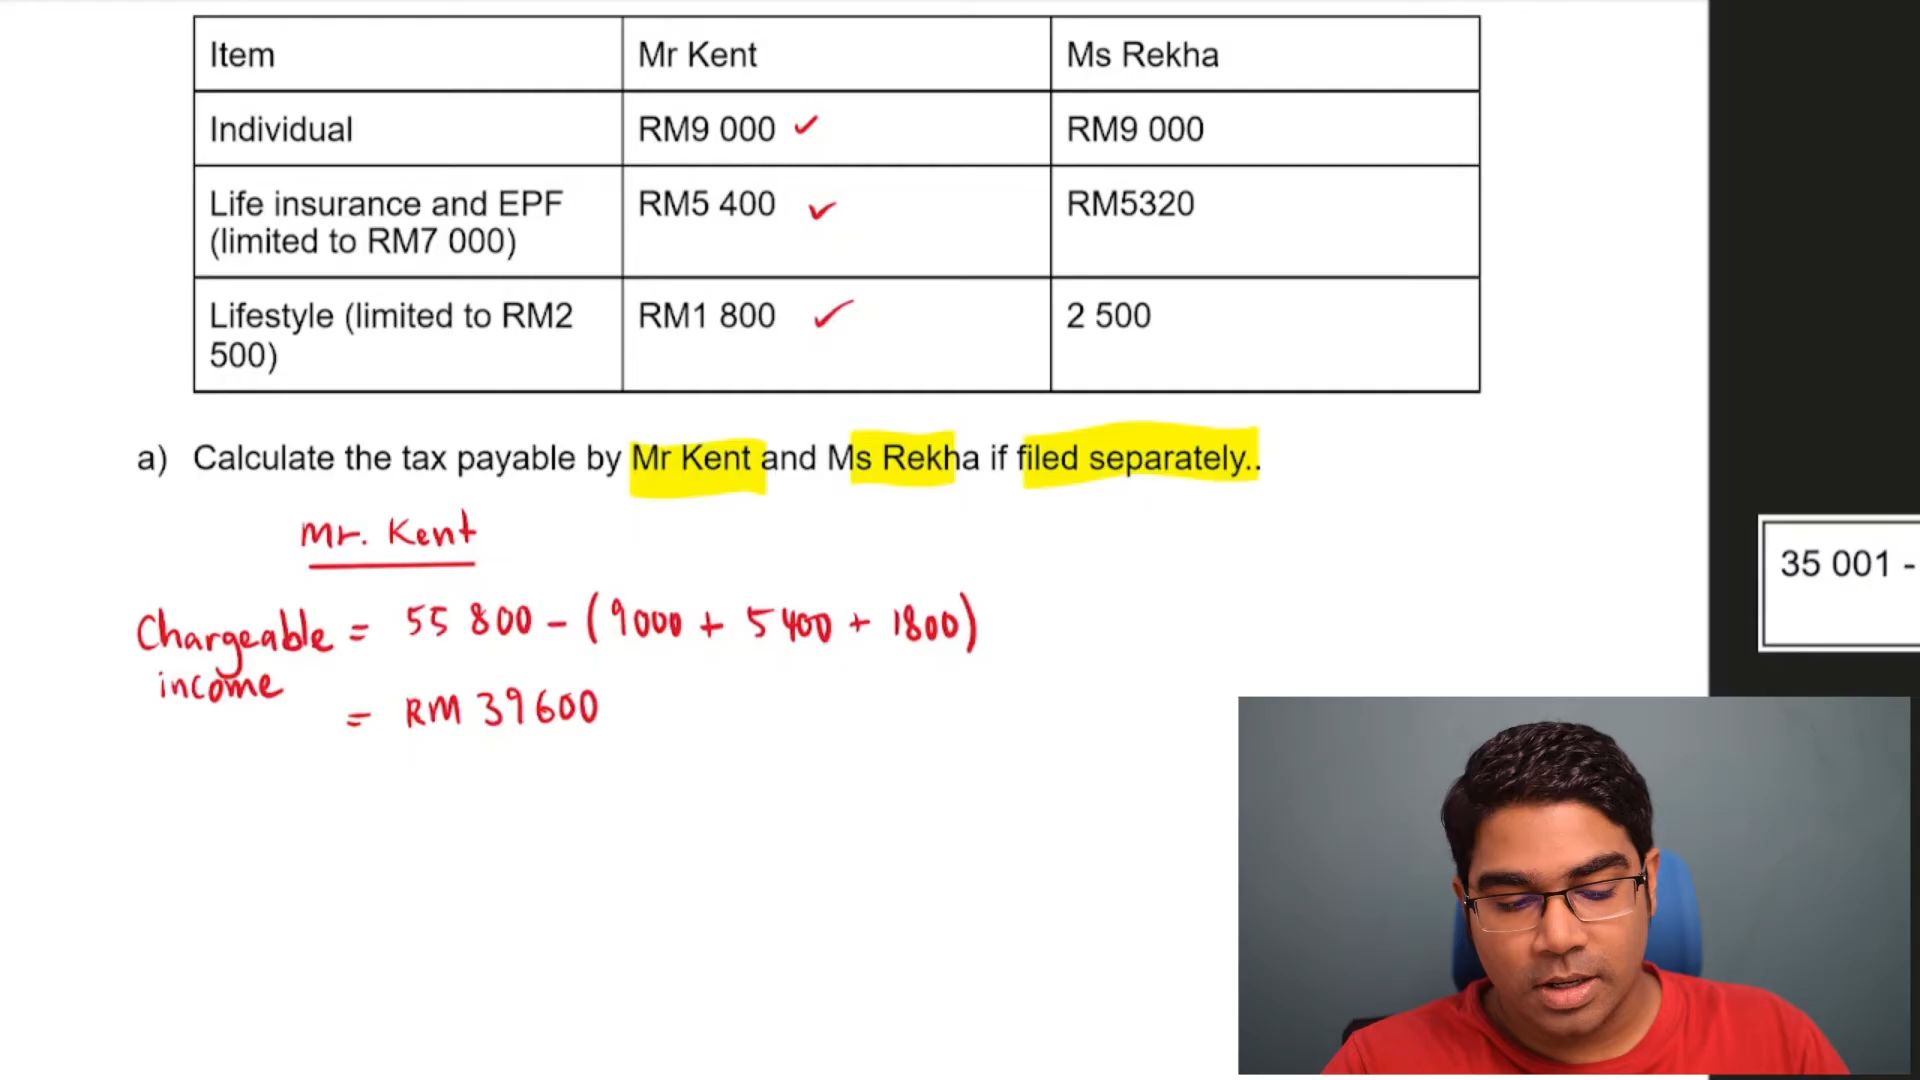 Item Mr Kent Ms Rekha
Individual RM9 000 RM9 000
Life insurance and EPF RM5 400 RM5320
(limited to RM7 000)
Lifestyle (limited to RM2 RM1 800 2 500
500)
a) Calculate the tax payable by Mr Kent and Ms Rekha if filed separately..
Mr. Kent
Chargeable = 55 800 - (9000 + 5400 + 1800)
income
= RM 39600
35 001 -